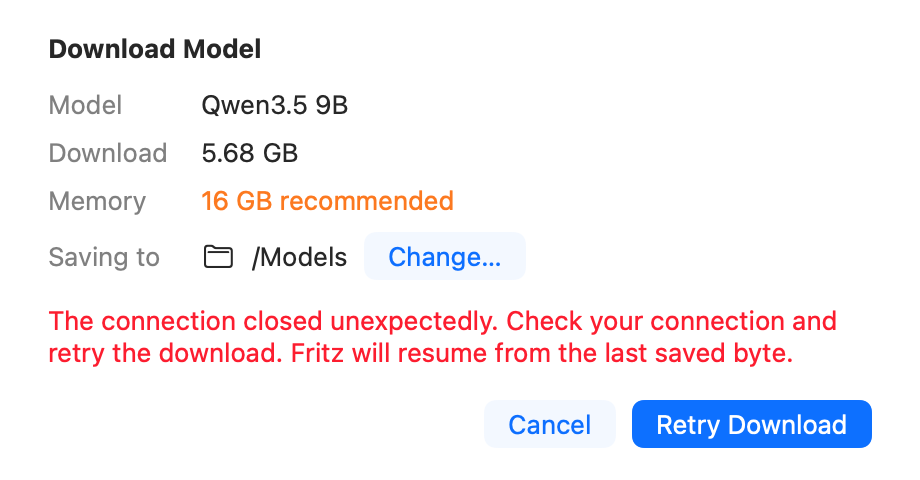 Download Model
Model Qwen3.5 9B
Download 5.68 GB
Memory 16 GB recommended
Saving to /Models Change...
The connection closed unexpectedly. Check your connection and
retry the download. Fritz will resume from the last saved byte.
Cancel Retry Download